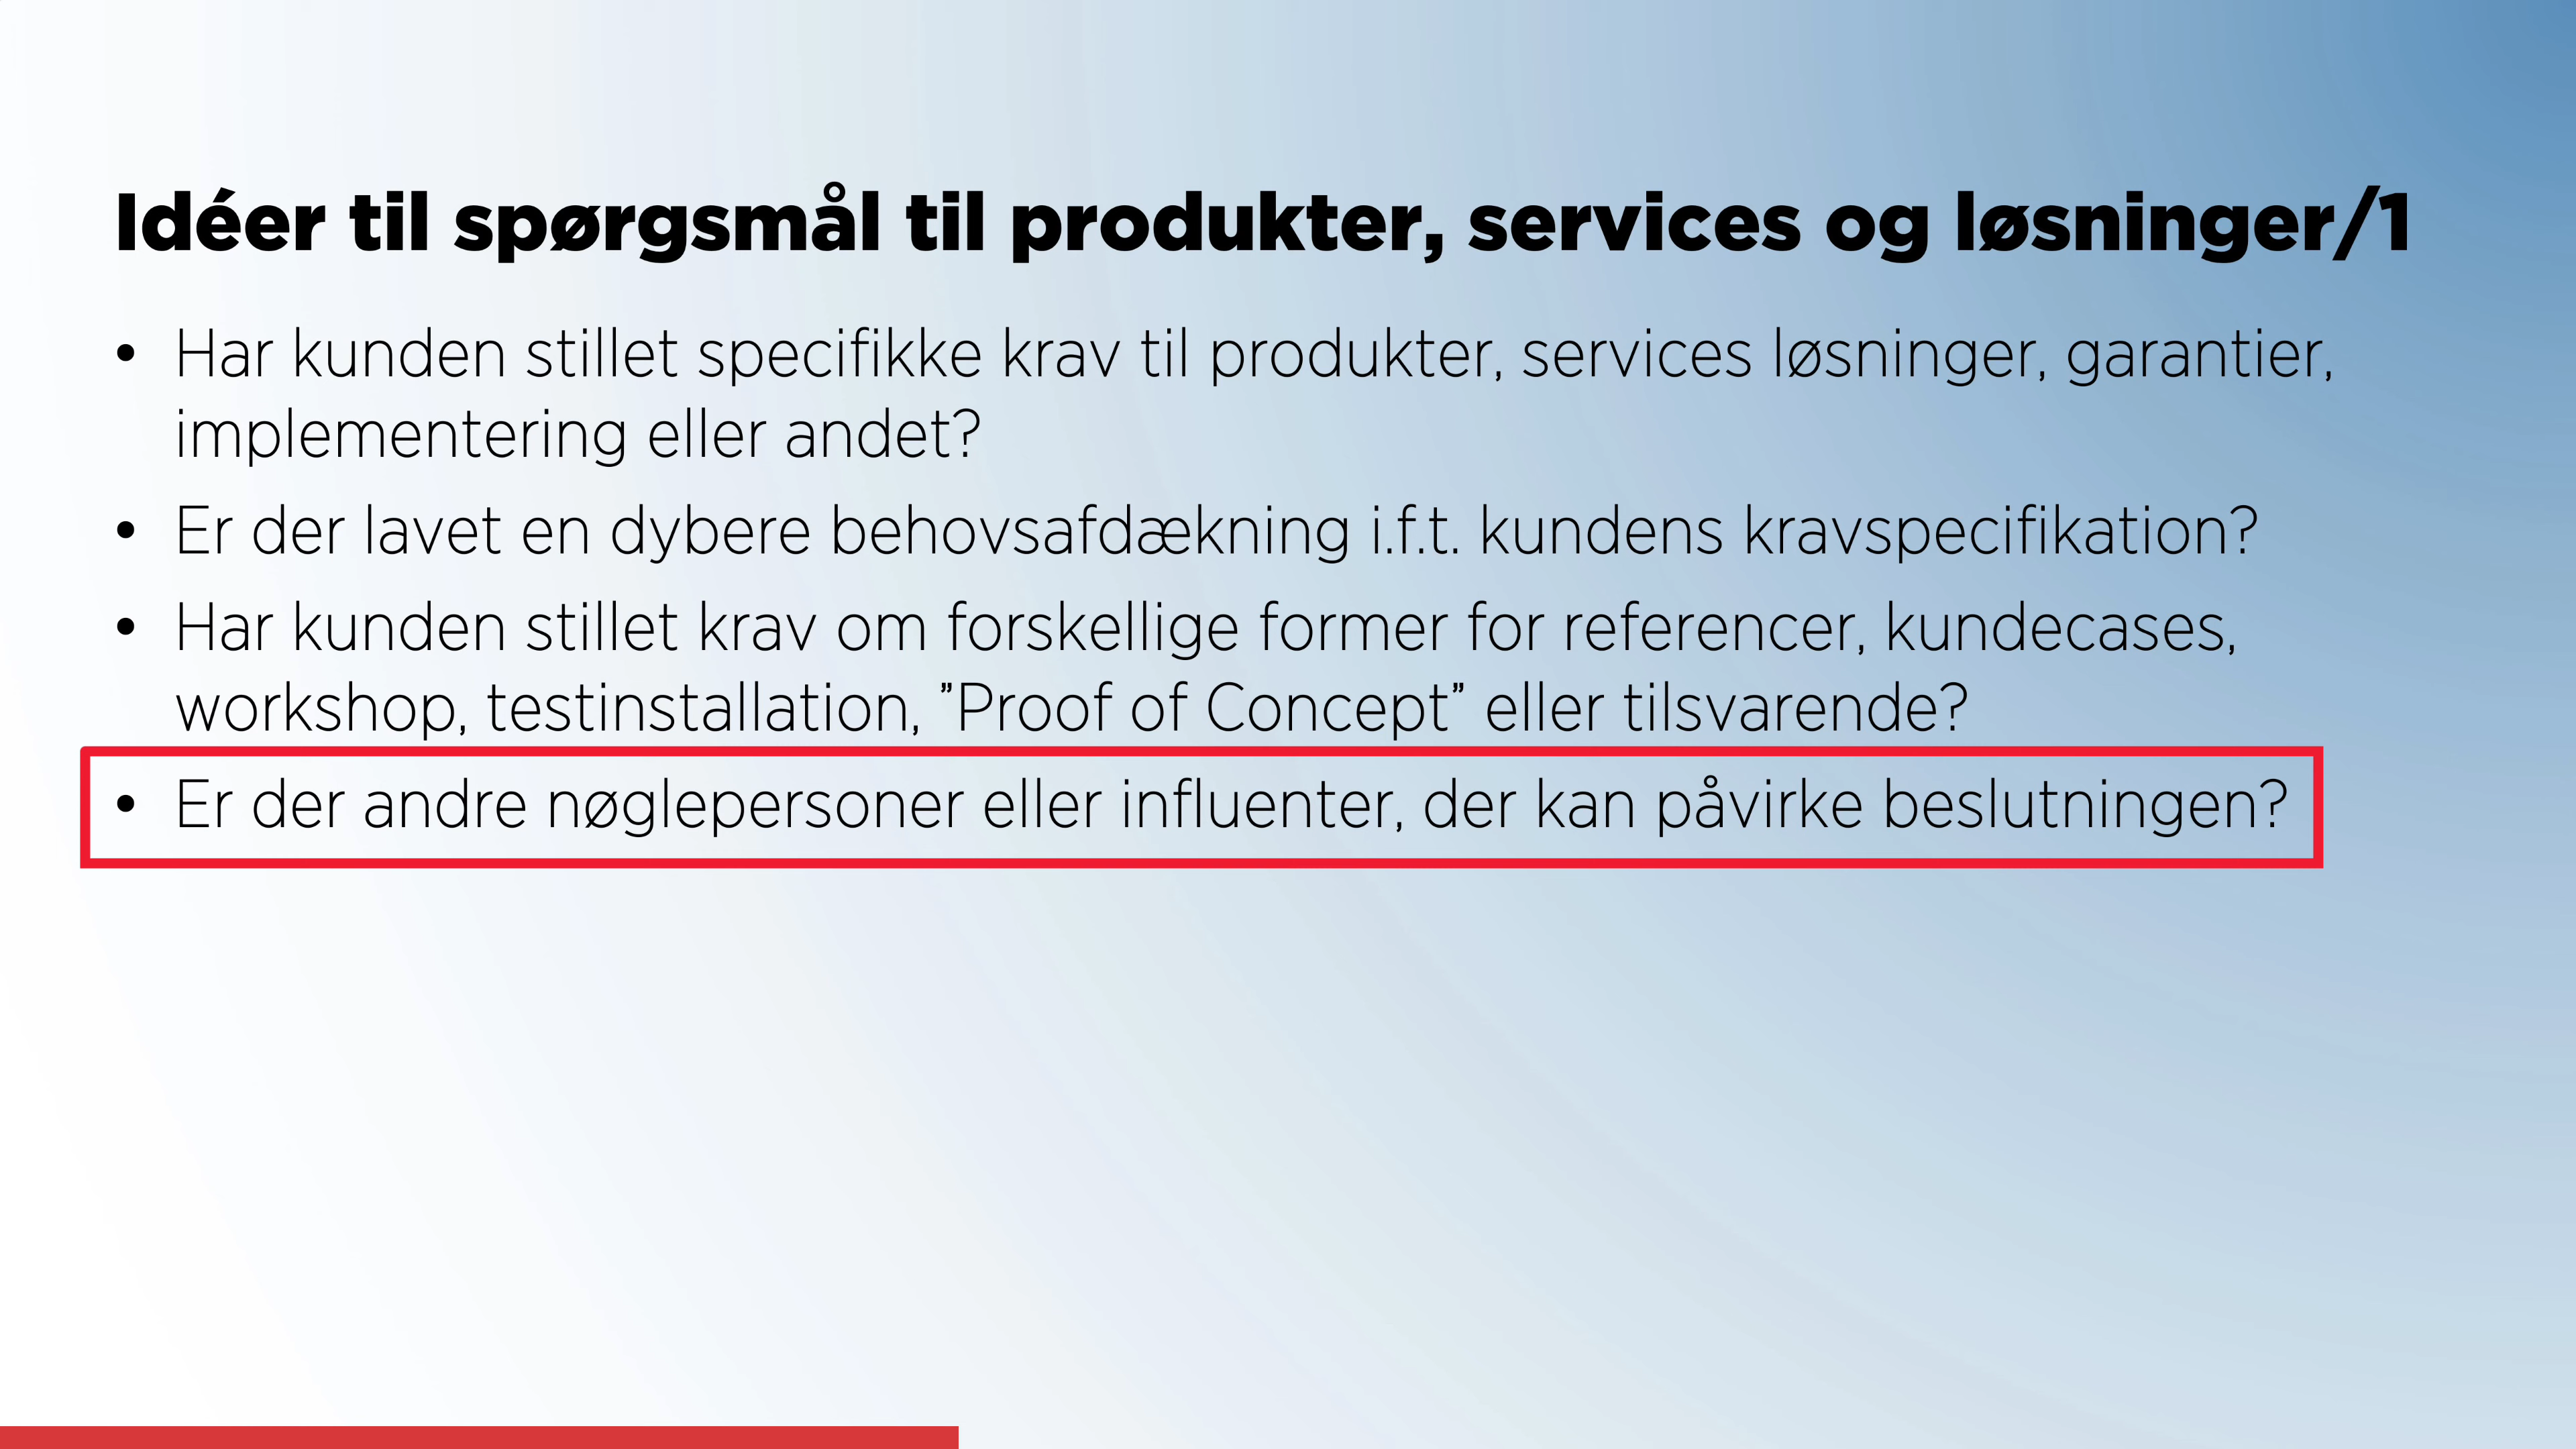 Idéer til spørgsmål til produkter, services og løsninger/1
• Har kunden stillet specifikke krav til produkter, services løsninger, garantier,
implementering eller andet?
• Er der lavet en dybere behovsafdækning i.f.t. kundens kravspecifikation?
• Har kunden stillet krav om forskellige former for referencer, kundecases,
workshop, testinstallation, ”Proof of Concept” eller tilsvarende?
• Er der andre nøglepersoner eller influenter, der kan påvirke beslutningen?